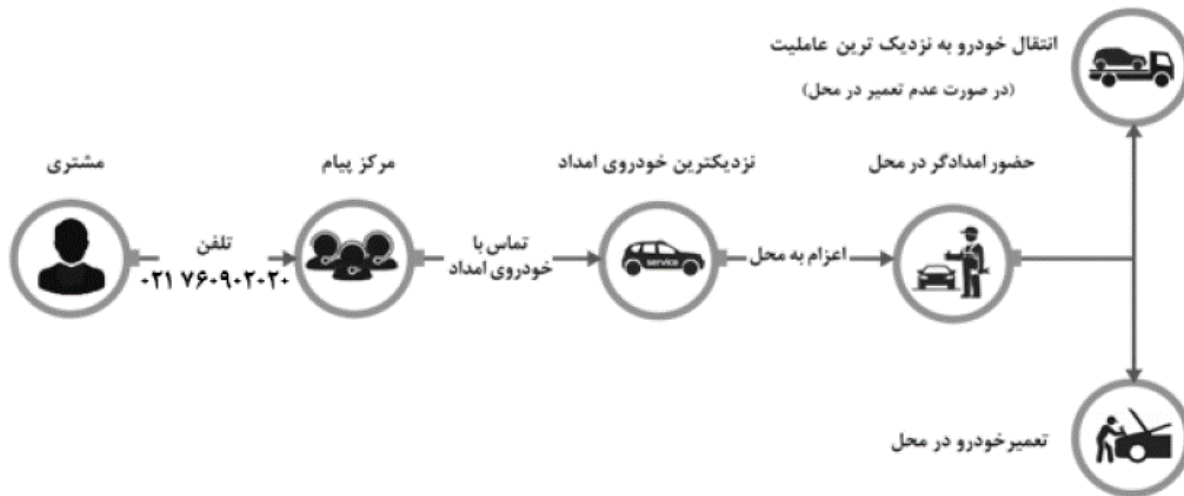 انتقال خودرو به نزدیک ترین عاملیت
(در صورت عدم تعمیر در محل)
مشتری
مرکز پیام
نزدیکترین خودروی امداد
حضور امدادگر در محل
تلفن
۰۲۱ ۷۶۰۹۰۲۰۲۰
تماس با
خودروی امداد
service
اعزام به محل
تعمیرخودرو در محل